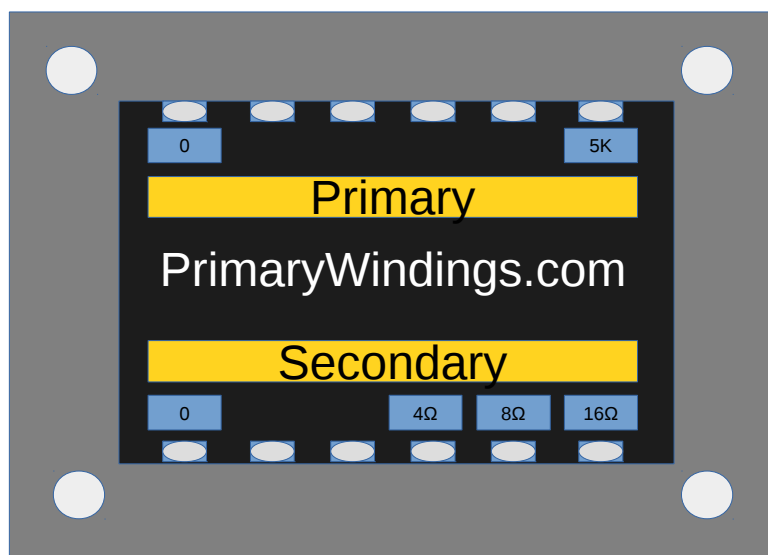 0 5K
Primary
PrimaryWindings.com
Secondary
0 4Ω 8Ω 16Ω